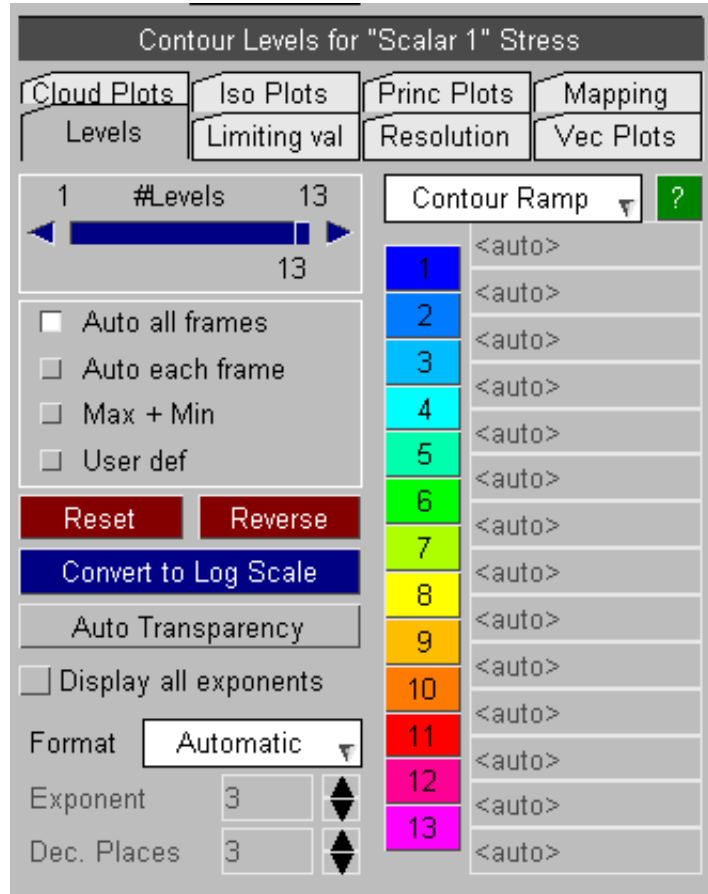 Contour Levels for "Scalar 1" Stress
Cloud Plots Iso Plots Princ Plots Mapping
Levels Limiting val Resolution Vec Plots
1 #Levels 13
13
Auto all frames
Auto each frame
Max + Min
User def
Reset Reverse
Convert to Log Scale
Auto Transparency
Display all exponents
Format Automatic
Exponent 3
Dec. Places 3
Contour Ramp ?
<auto>
1
<auto>
2
<auto>
3
<auto>
4
<auto>
5
<auto>
6
<auto>
7
<auto>
8
<auto>
9
<auto>
10
<auto>
11
<auto>
12
<auto>
13
<auto>